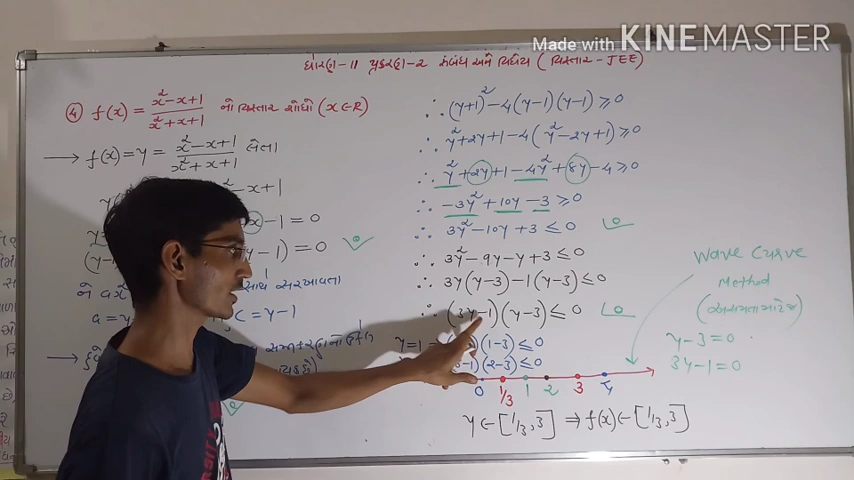 Made with KINEMASTER
ધોરણ-11 પ્રકરણ-2 સંબંધ અને વિધેય (વિસ્તાર-JEE)
④ f(x) = x²-x+1 / x²+x+1 નો વિસ્તાર શોધો (x∈R)
→ f(x) = y = x²-x+1 / x²+x+1 લેતા
-x+1
x-1=0
y-1)=0
સાથે સરખાવતા
c = y-1
∴ (y+1)²-4(y-1)(y-1)≥0
∴ y²+2y+1-4(y²-2y+1)≥0
∴ y²+2y+1-4y²+8y-4≥0
∴ -3y²+10y-3≥0
∴ 3y²-10y+3≤0
∴ 3y²-9y-y+3≤0
∴ 3y(y-3)-1(y-3)≤0
∴ (3y-1)(y-3)≤0
y=1
(1-3)≤0
-1)(2-3)≤0
0 1/3 1 2 3 4
y∈[1/3,3] ⇒ f(x)∈[1/3,3]
Wave Curve
Method
(અસમતા માટે)
y-3=0
3y-1=0